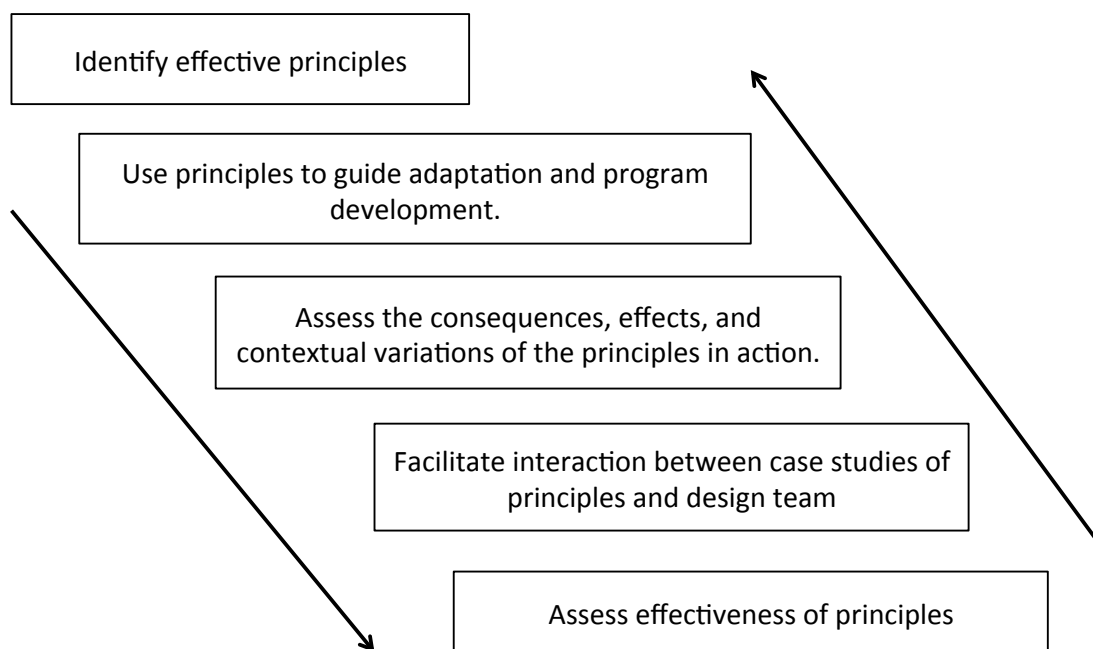 Identify effective principles
Use principles to guide adaptation and program
development.
Assess the consequences, effects, and
contextual variations of the principles in action.
Facilitate interaction between case studies of
principles and design team
Assess effectiveness of principles